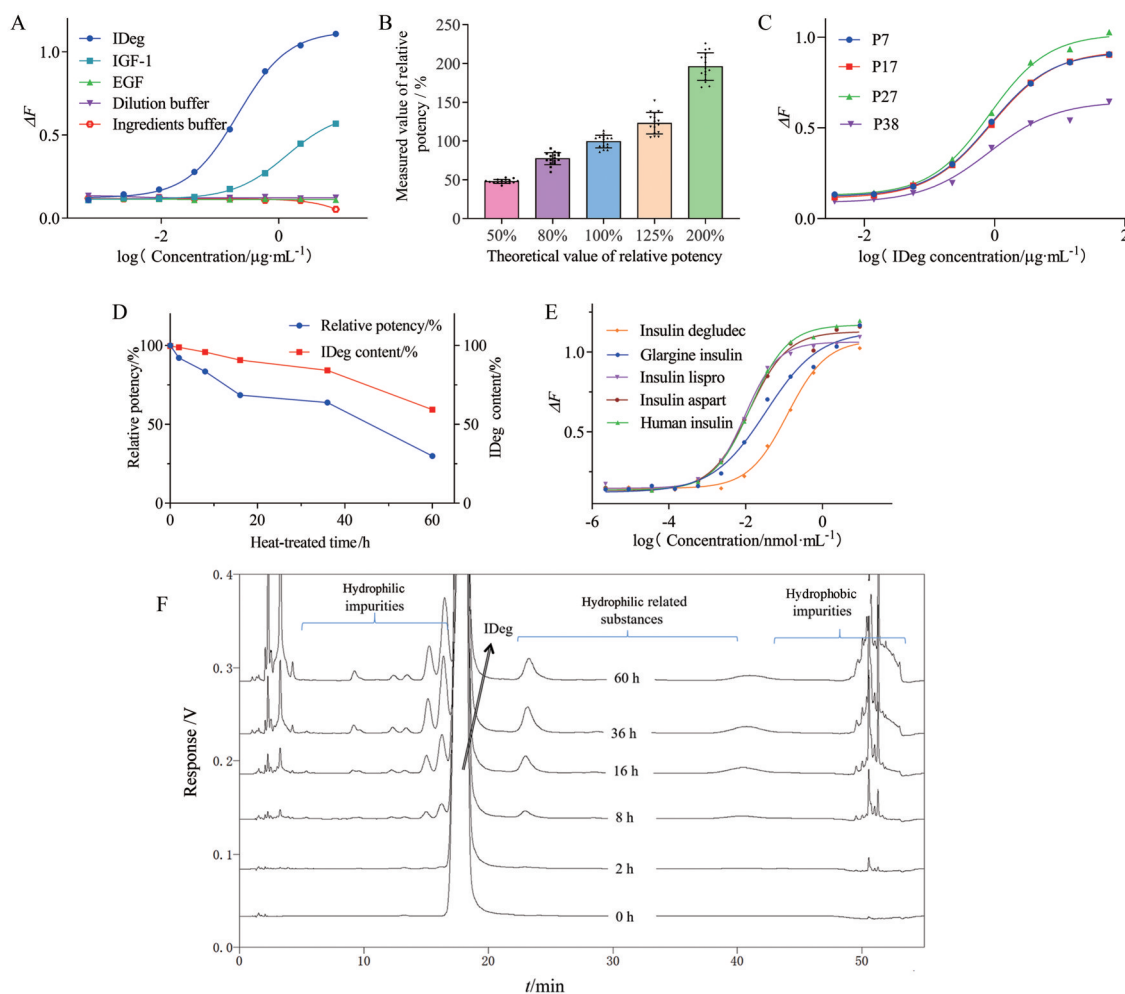 A
IDeg
IGF-1
EGF
Dilution buffer
Ingredients buffer
1.0
0.5
0.0
ΔF
-2
0
log( Concentration/μg·mL⁻¹)
B
Measured value of relative
potency / %
250
200
150
100
50
0
50%
80%
100%
125%
200%
Theoretical value of relative potency
C
P7
P17
P27
P38
1.0
0.5
0.0
ΔF
-2
0
2
log( IDeg concentration/μg·mL⁻¹)
D
Relative potency/%
IDeg content/%
Relative potency/%
100
50
0
IDeg content/%
100
50
0
0
20
40
60
Heat-treated time/h
E
Insulin degludec
Glargine insulin
Insulin lispro
Insulin aspart
Human insulin
1.0
0.5
ΔF
-6
-4
-2
0
log( Concentration/nmol·mL⁻¹)
F
Hydrophilic
impurities
IDeg
Hydrophilic related
substances
Hydrophobic
impurities
60 h
36 h
16 h
8 h
2 h
0 h
0.4
0.3
0.2
0.1
0.0
Response /V
0
10
20
30
40
50
t/min